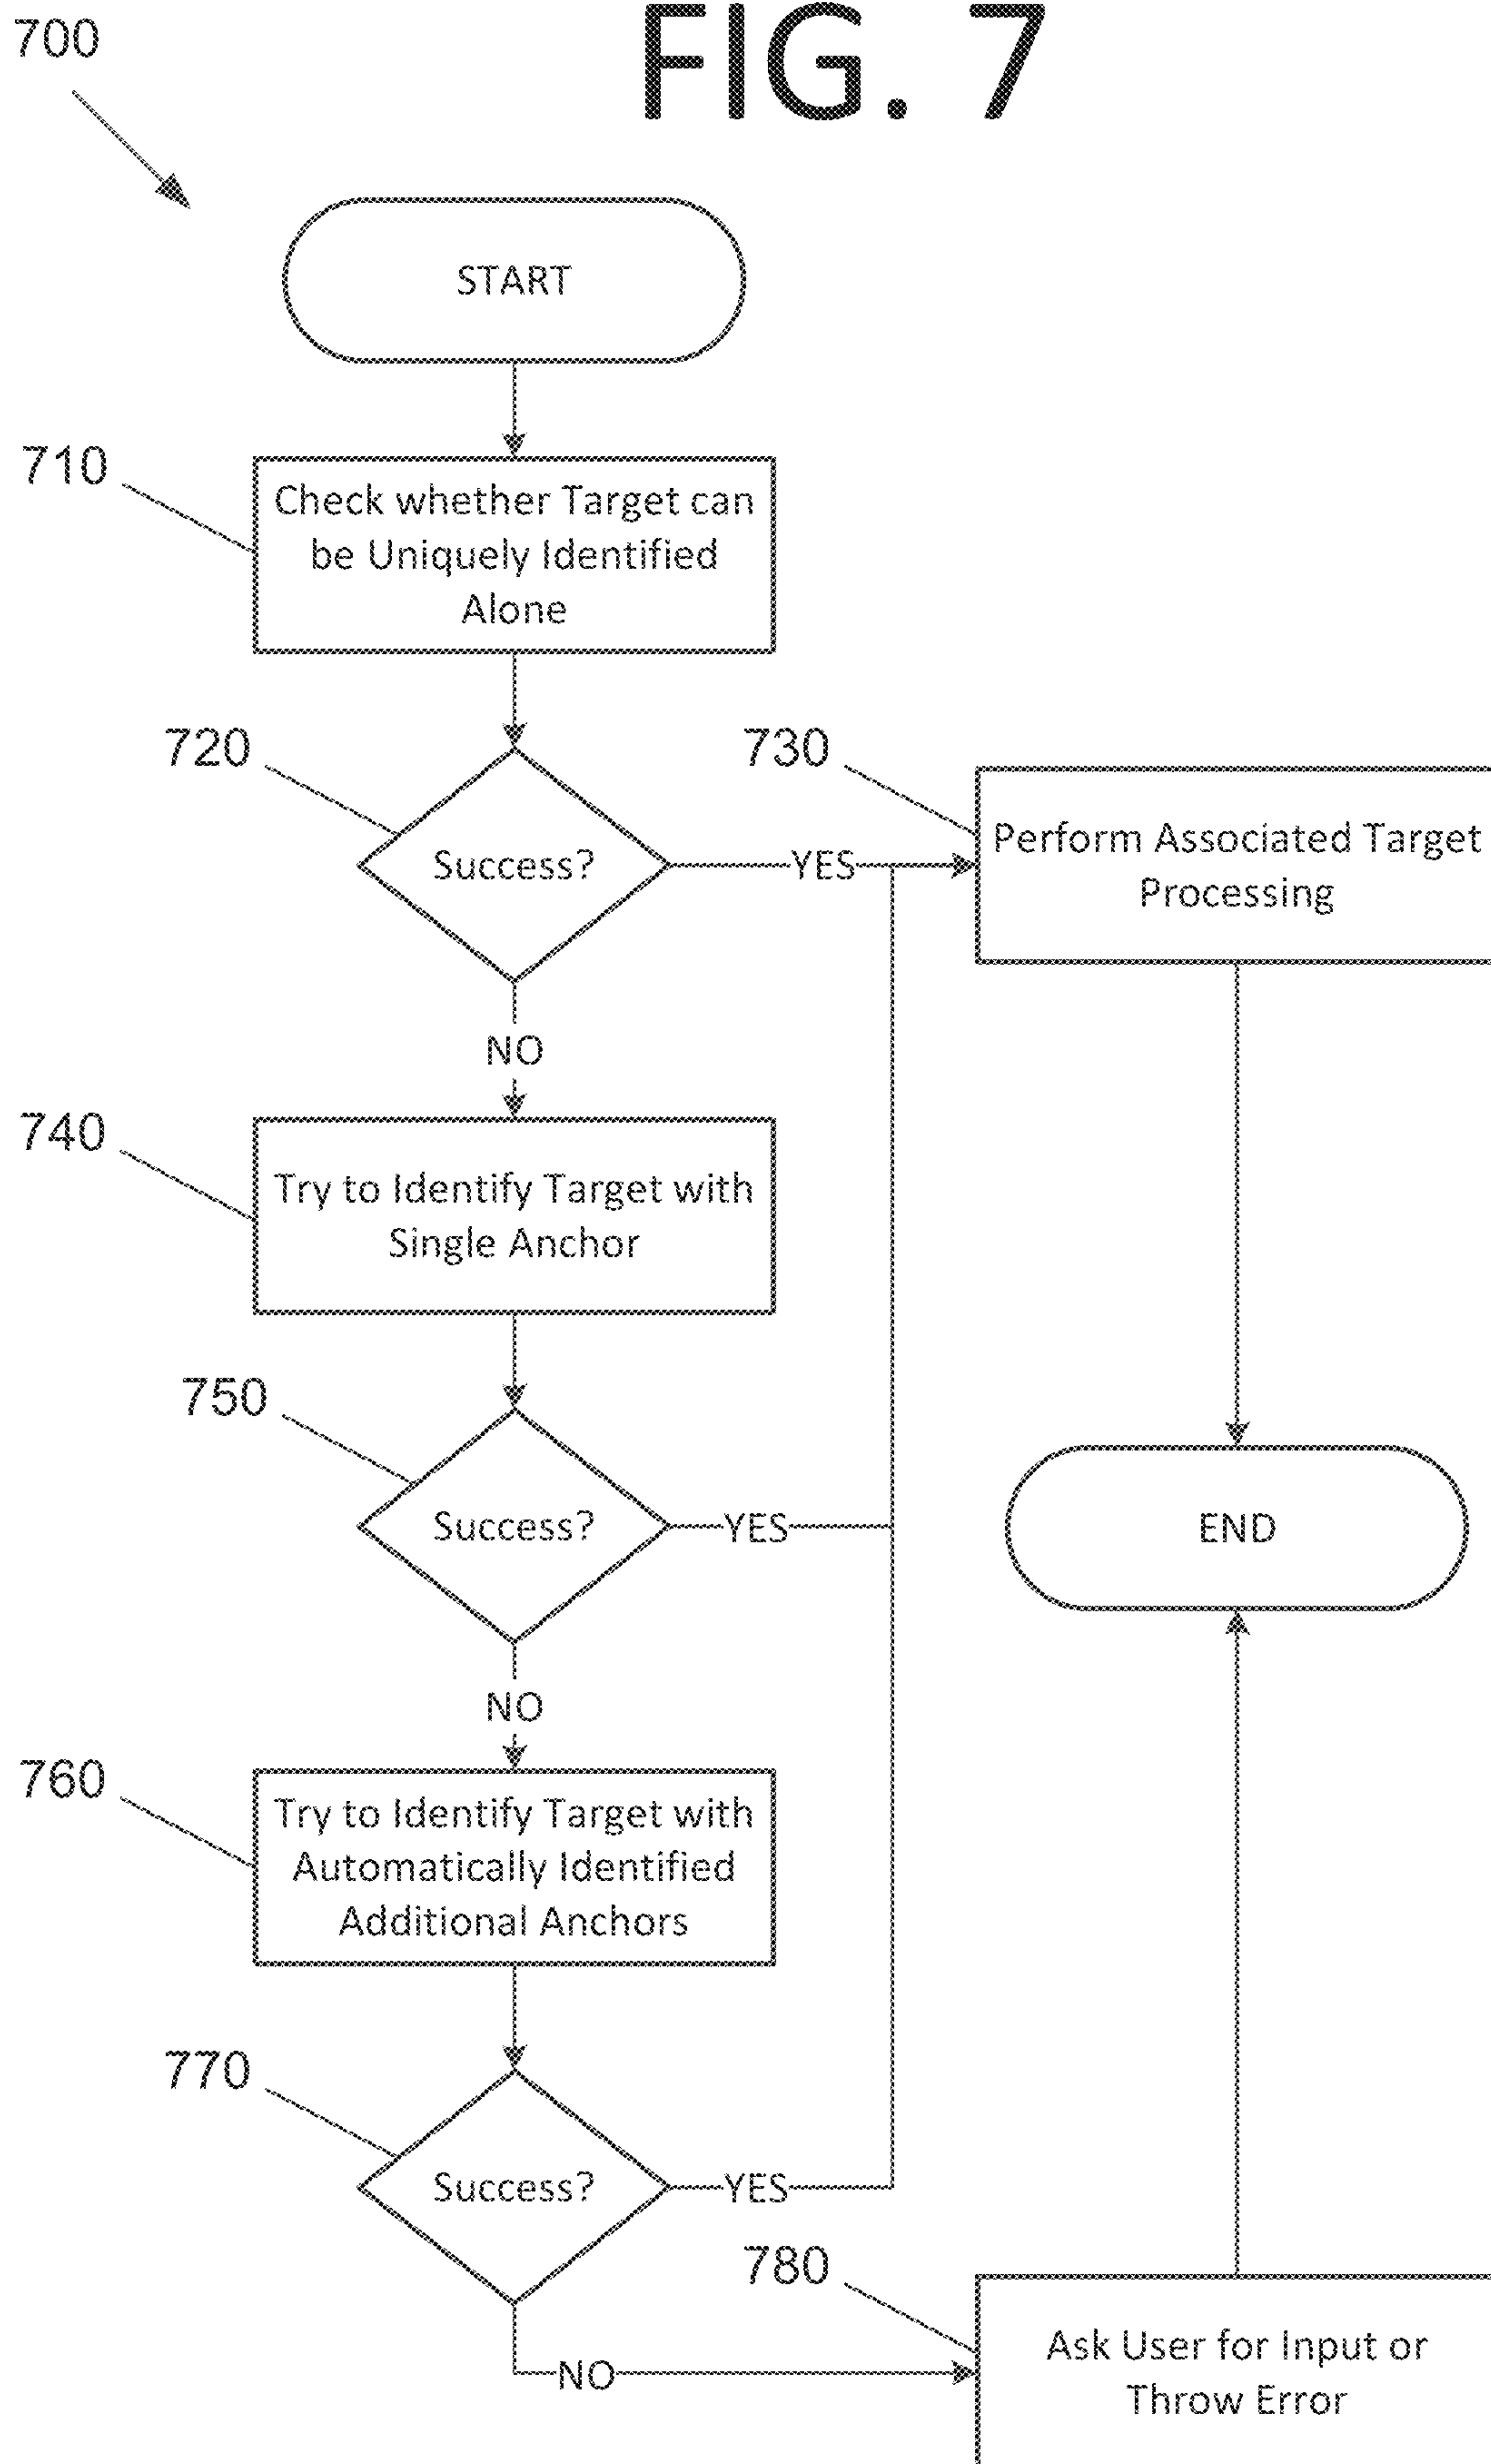 700
FIG. 7
START
710
Check whether Target can
be Uniquely Identified
Alone
720
Success?
YES
730
Perform Associated Target
Processing
NO
740
Try to Identify Target with
Single Anchor
750
Success?
YES
END
NO
760
Try to Identify Target with
Automatically Identified
Additional Anchors
770
Success?
YES
780
NO
Ask User for Input or
Throw Error